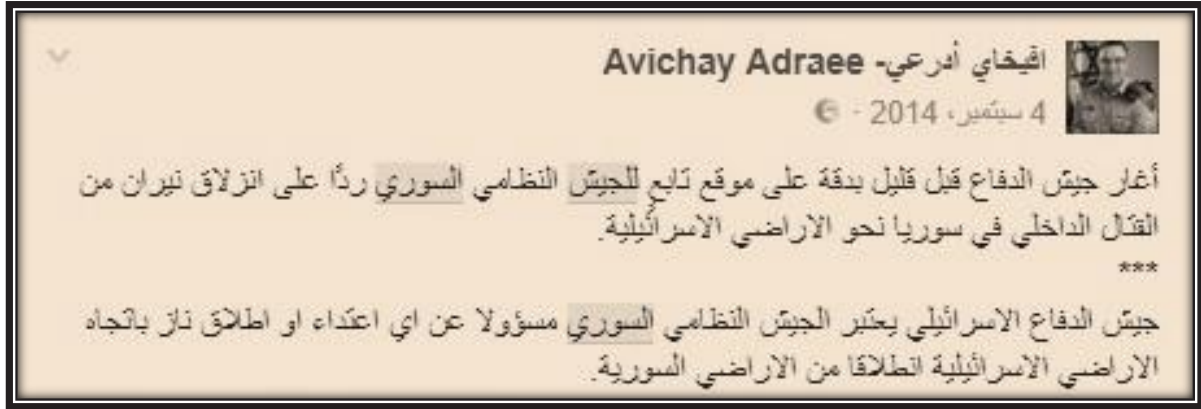 افيخاي أدرعي- Avichay Adraee
4 سبتمبر، 2014 ·
أغار جيش الدفاع قبل قليل بدقة على موقع تابع للجيش النظامي السوري ردًا على انزلاق نيران من
القتال الداخلي في سوريا نحو الاراضي الاسرائيلية.
***
جيش الدفاع الاسرائيلي يعتبر الجيش النظامي السوري مسؤولا عن اي اعتداء او اطلاق نار باتجاه
الاراضي الاسرائيلية انطلاقا من الاراضي السورية.